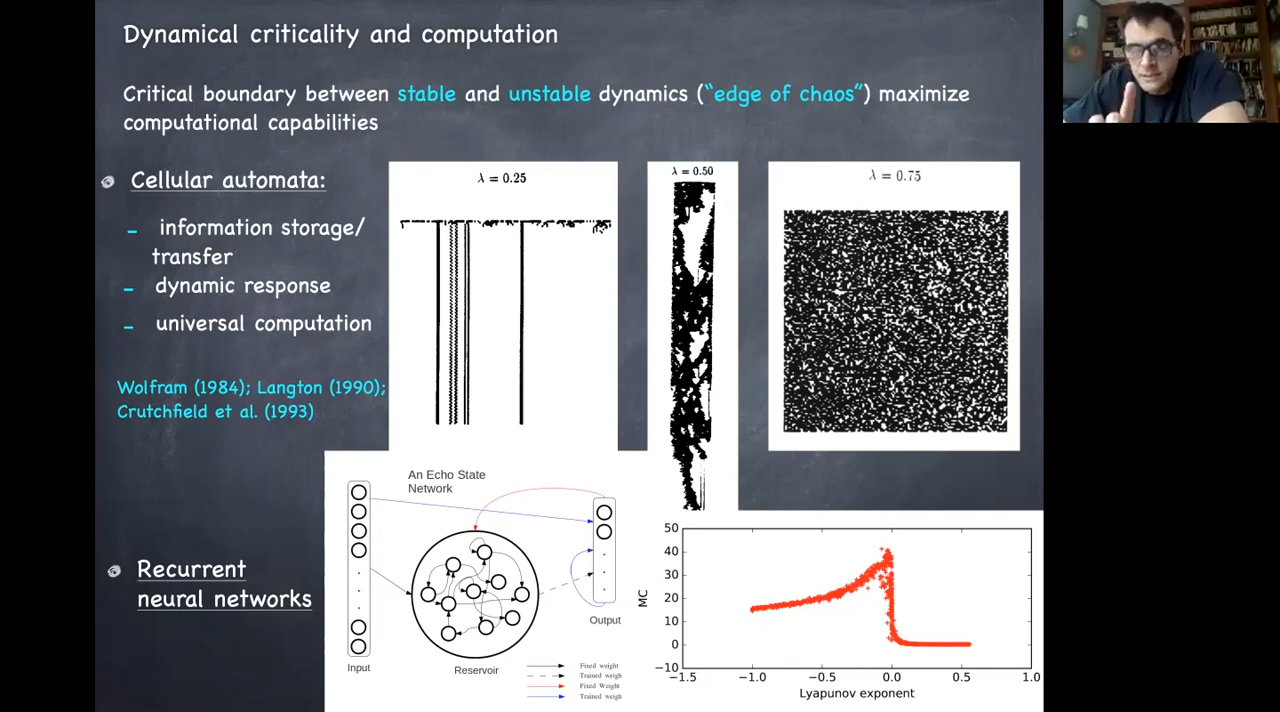 Dynamical criticality and computation
Critical boundary between stable and unstable dynamics (“edge of chaos”) maximize
computational capabilities
Cellular automata:
- information storage/
transfer
- dynamic response
- universal computation
Wolfram (1984); Langton (1990);
Crutchfield et al. (1993)
λ = 0.25
λ = 0.50
λ = 0.75
Recurrent
neural networks
An Echo State
Network
Input
Reservoir
Output
Fixed weight
Trained weigh
Fixed Weight
Trained weigh
MC
50
40
30
20
10
0
−10
−1.5 −1.0 −0.5 0.0 0.5 1.0
Lyapunov exponent